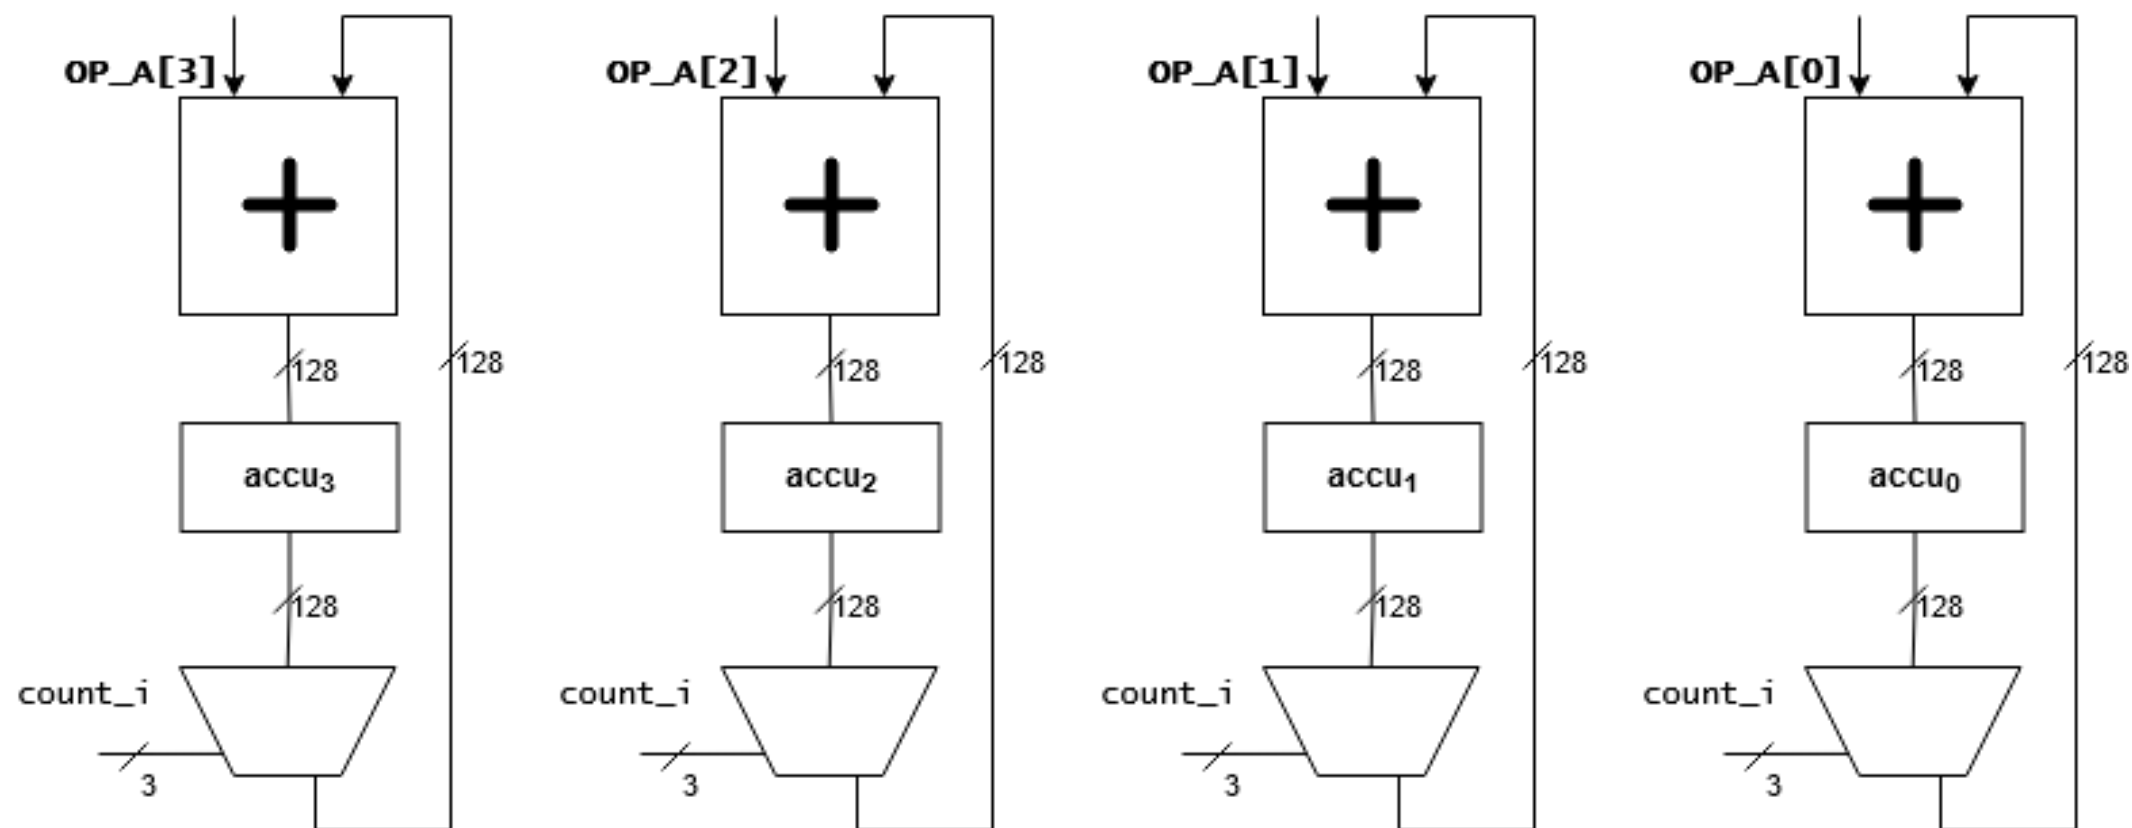 OP_A[3] OP_A[2] OP_A[1] OP_A[0]
128 128 128 128 128 128 128 128
accu3 accu2 accu1 accu0
128 128 128 128
count_i count_i count_i count_i
3 3 3 3